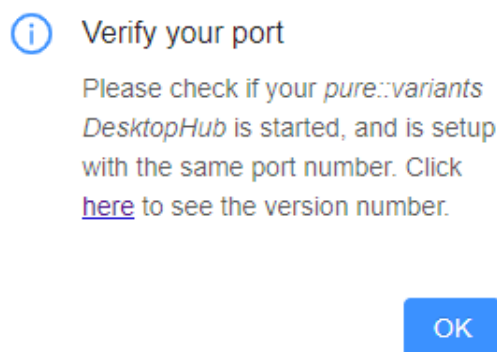 Verify your port
Please check if your pure::variants
DesktopHub is started, and is setup
with the same port number. Click
here to see the version number.
OK